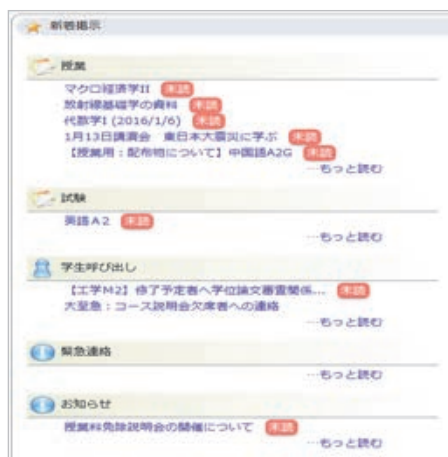 新着掲示
授業
マクロ経済学II 未読
放射線基礎学の資料 未読
代数学I (2016/1/6) 未読
1月13日講演会 東日本大震災に学ぶ 未読
【授業用：配布物について】中国語A2G 未読
…もっと読む
試験
英語A2 未読
…もっと読む
学生呼び出し
【工学M2】修了予定者へ学位論文審査関係... 未読
大至急：コース説明会欠席者への連絡
…もっと読む
緊急連絡
…もっと読む
お知らせ
授業料免除説明会の開催について 未読
…もっと読む